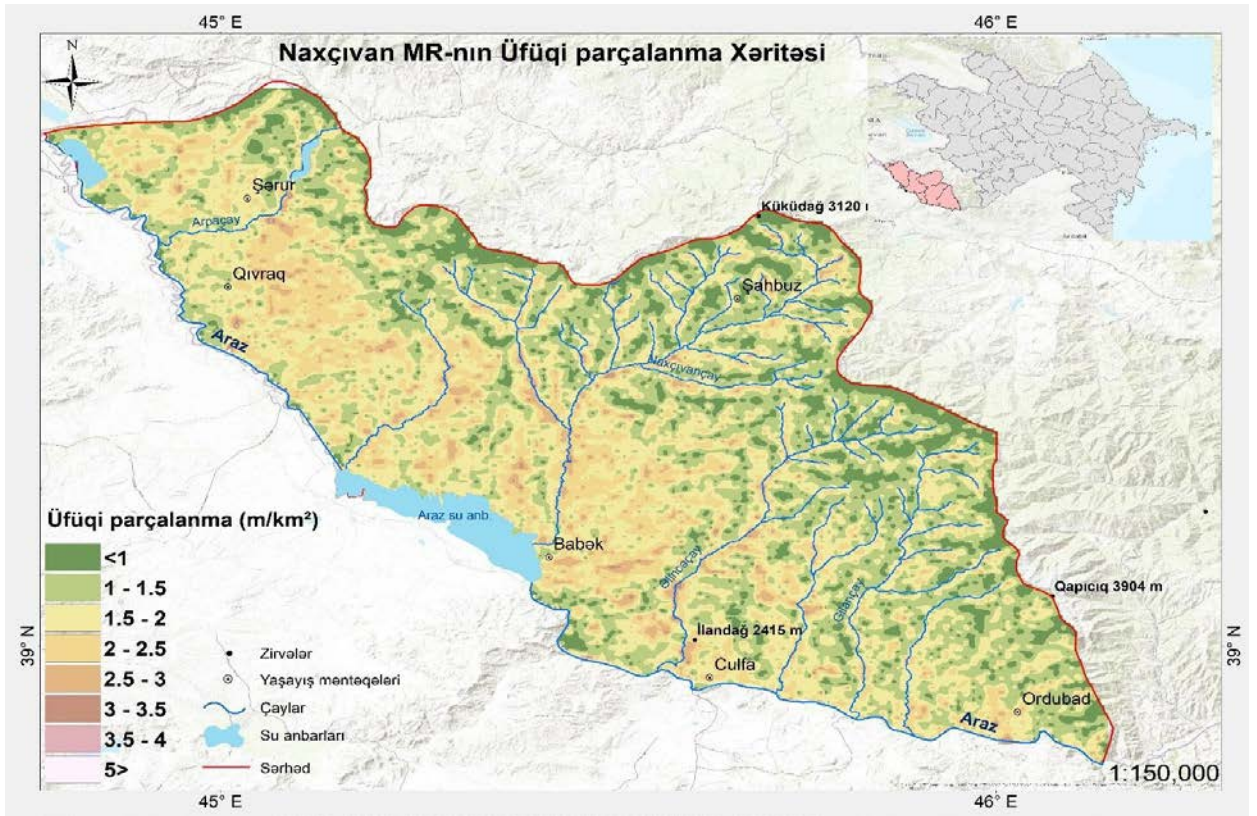 45° E
46° E
N
Naxçıvan MR-nın Üfüqi parçalanma Xəritəsi
Şərur
Arpaçay
Küküdağ 3120 ı
Qıvraq
Şahbuz
Araz
Naxçıvançay
Üfüqi parçalanma (m/km²)
Araz su anb.
<1
Babək
1 - 1.5
Əlincəçay
Qapıcıq 3904 m
1.5 - 2
Gilançay
39° N
39° N
İlandağ 2415 m
2 - 2.5
Zirvələr
Culfa
2.5 - 3
Yaşayış məntəqələri
Ordubad
3 - 3.5
Çaylar
Araz
3.5 - 4
Su anbarları
5>
Sərhəd
1:150,000
45° E
46° E